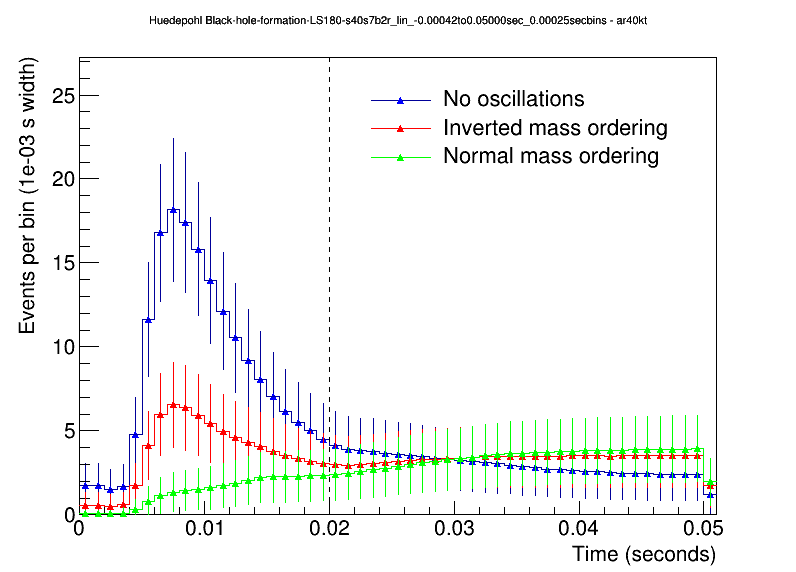 Huedepohl Black-hole-formation-LS180-s40s7b2r_lin_-0.00042to0.05000sec_0.00025secbins - ar40kt
Events per bin (1e-03 s width)
25
20
15
10
5
0
No oscillations
Inverted mass ordering
Normal mass ordering
0 0.01 0.02 0.03 0.04 0.05
Time (seconds)